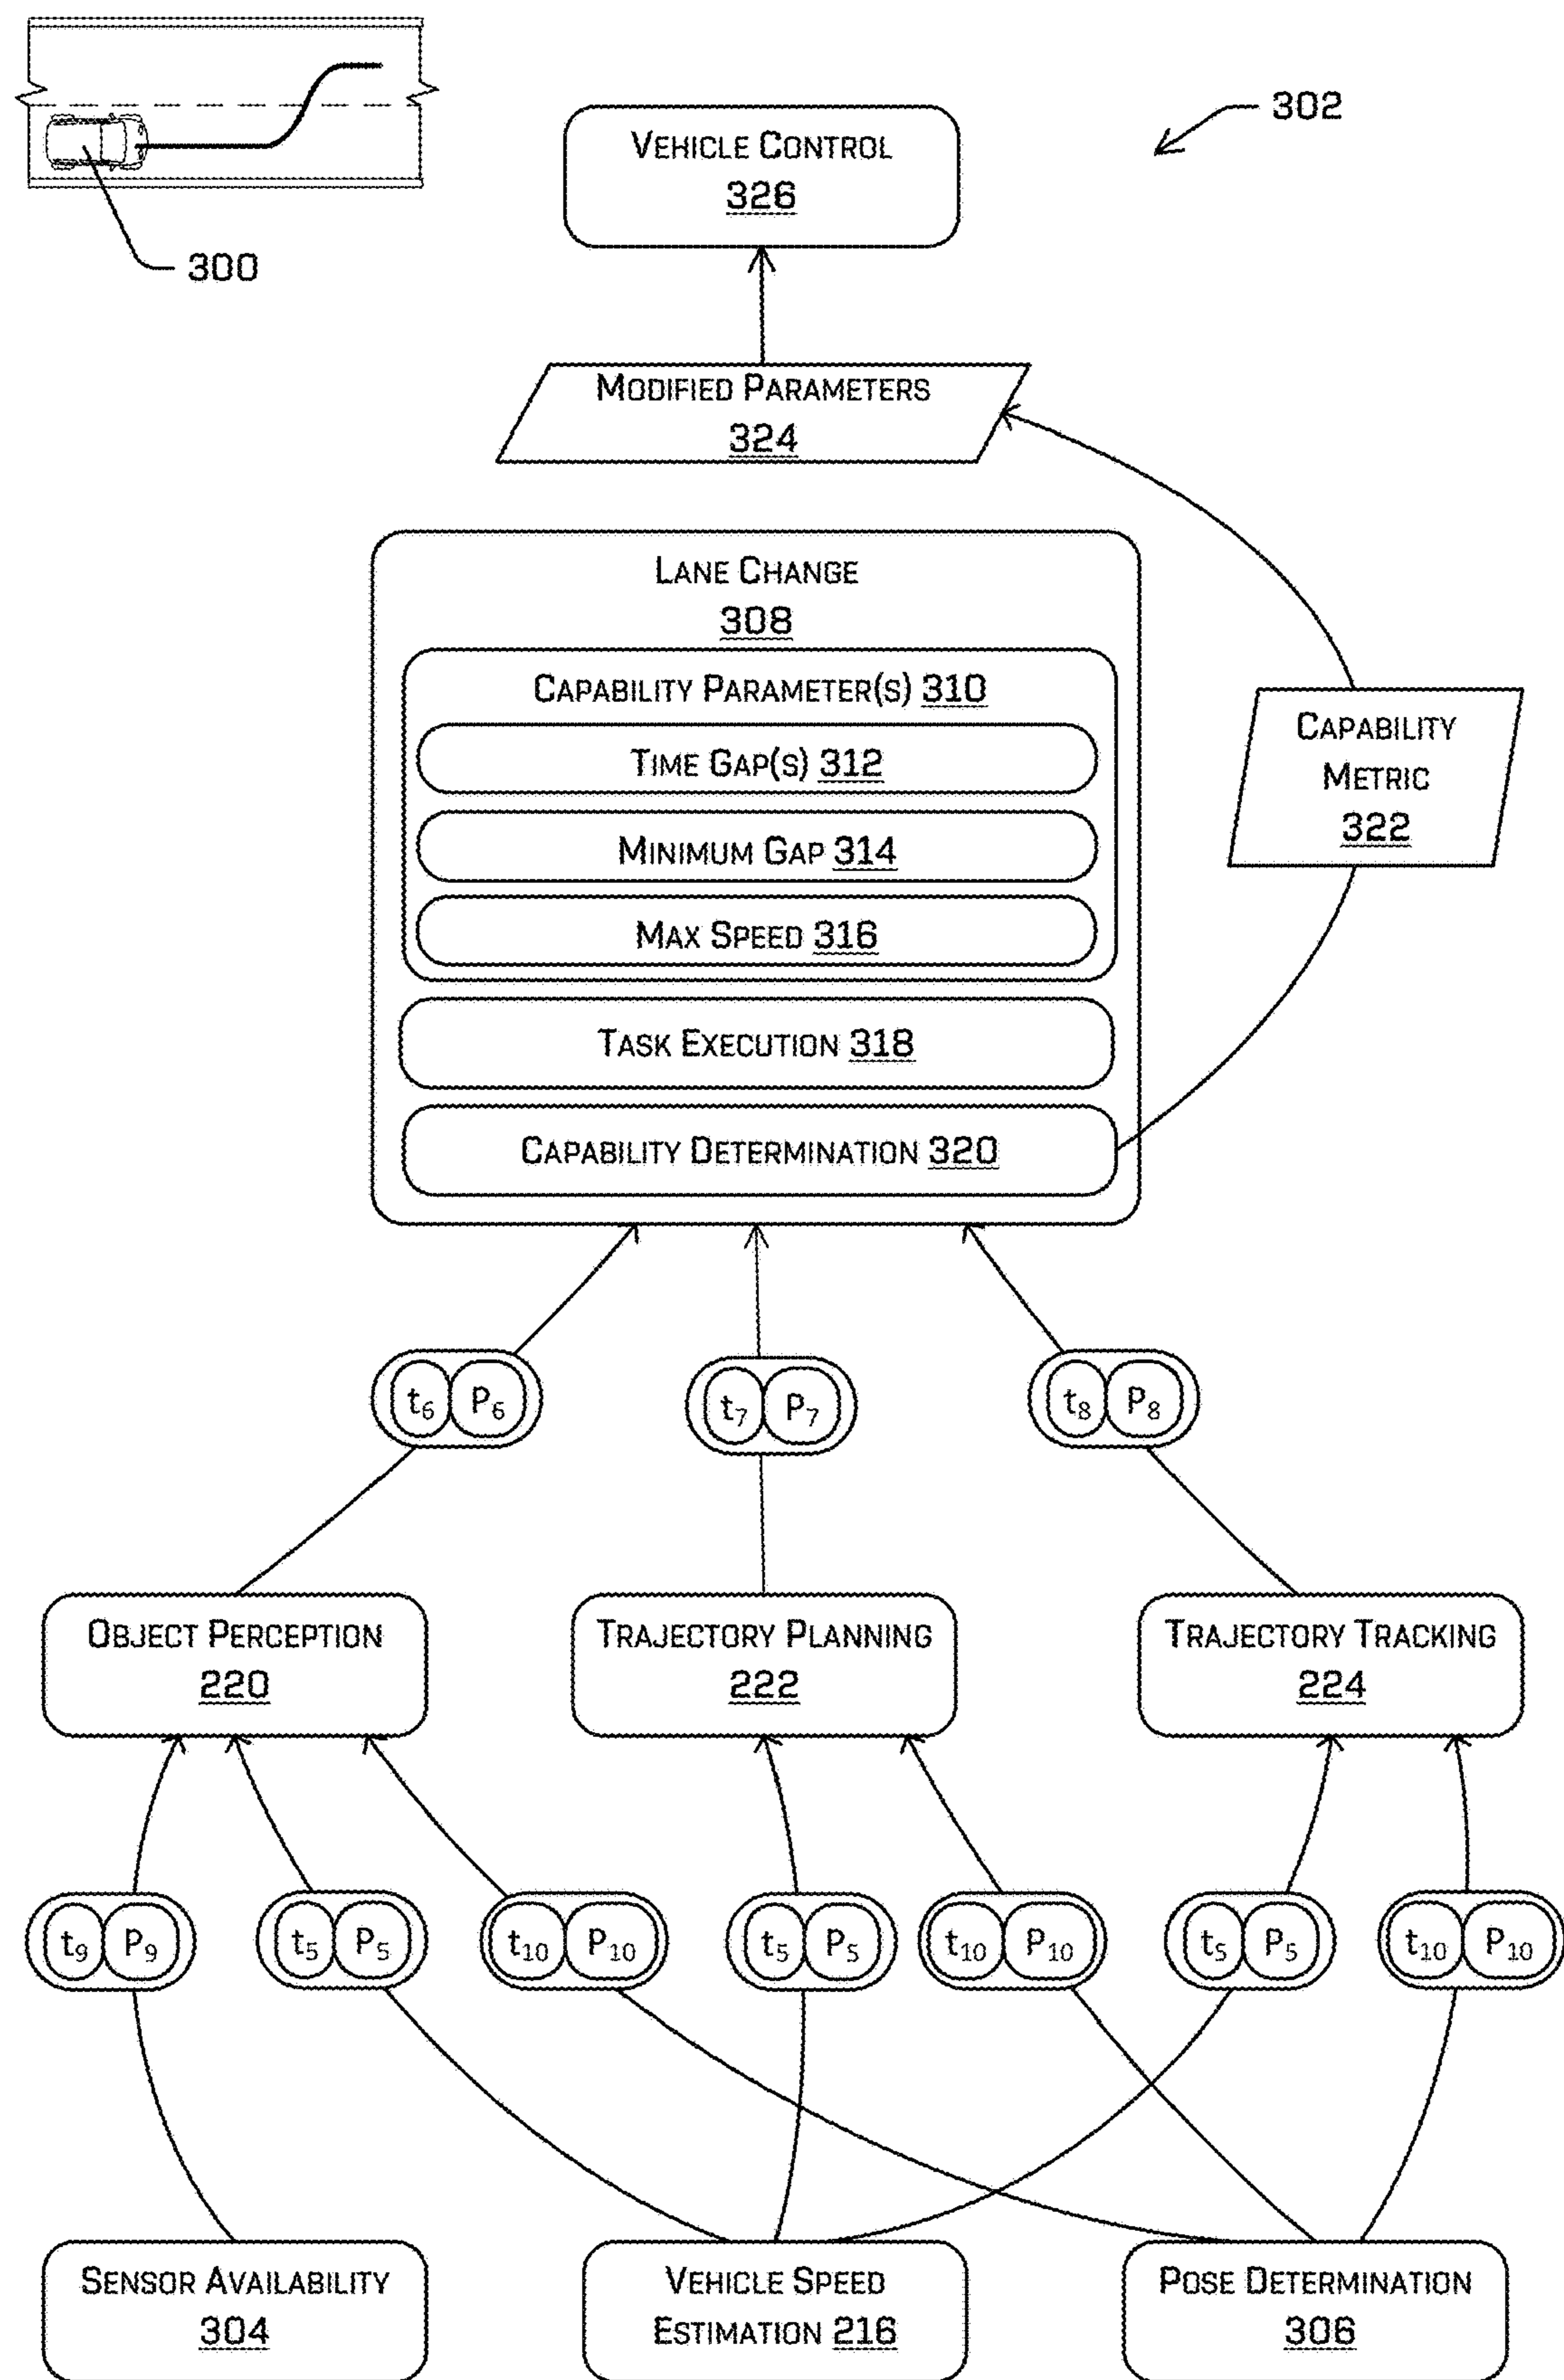 302
VEHICLE CONTROL
326
300
MODIFIED PARAMETERS
324
LANE CHANGE
308
CAPABILITY PARAMETER(S) 310
TIME GAP(S) 312
MINIMUM GAP 314
MAX SPEED 316
TASK EXECUTION 318
CAPABILITY DETERMINATION 320
CAPABILITY
METRIC
322
t6 P6
t7 P7
t8 P8
OBJECT PERCEPTION
220
TRAJECTORY PLANNING
222
TRAJECTORY TRACKING
224
t9 P9
t5 P5
t10 P10
t5 P5
t10 P10
t5 P5
t10 P10
SENSOR AVAILABILITY
304
VEHICLE SPEED
ESTIMATION 216
POSE DETERMINATION
306